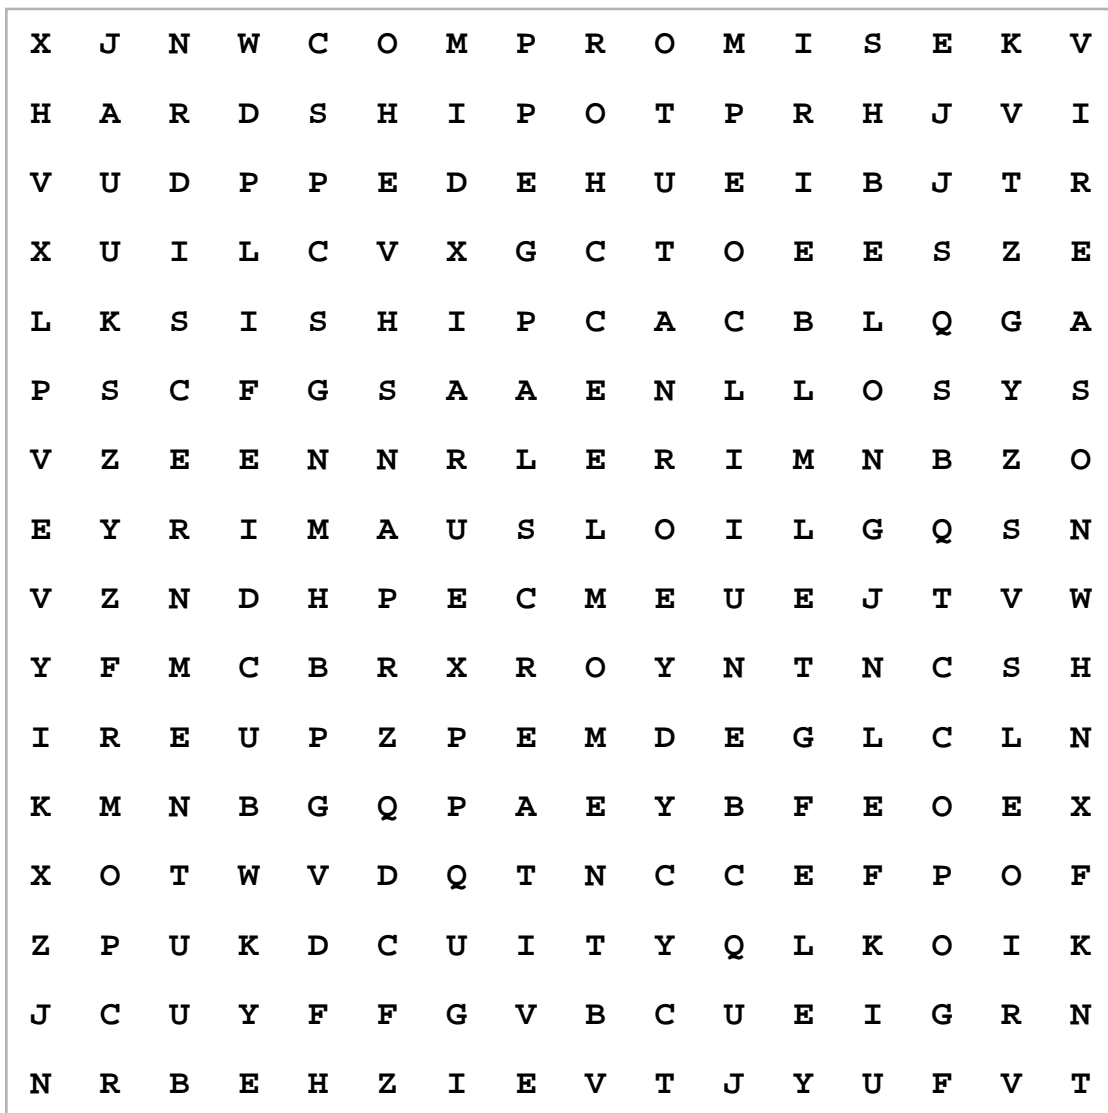 X J N W C O M P R O M I S E K V
H A R D S H I P O T P R H J V I
V U D P P E D E H U E I B J T R
X U I L C V X G C T O E E S Z E
L K S I S H I P C A C B L Q G A
P S C F G S A A E N L L O S Y S
V Z E E N N R L E R I M N B Z O
E Y R I M A U S L O I L G Q S N
V Z N D H P E C M E U E J T V W
Y F M C B R X R O Y N T N C S H
I R E U P Z P E M D E G L C L N
K M N B G Q P A E Y B F E O E X
X O T W V D Q T N C C E F P O F
Z P U K D C U I T Y Q L K O I K
J C U Y F F G V B C U E I G R N
N R B E H Z I E V T J Y U F V T